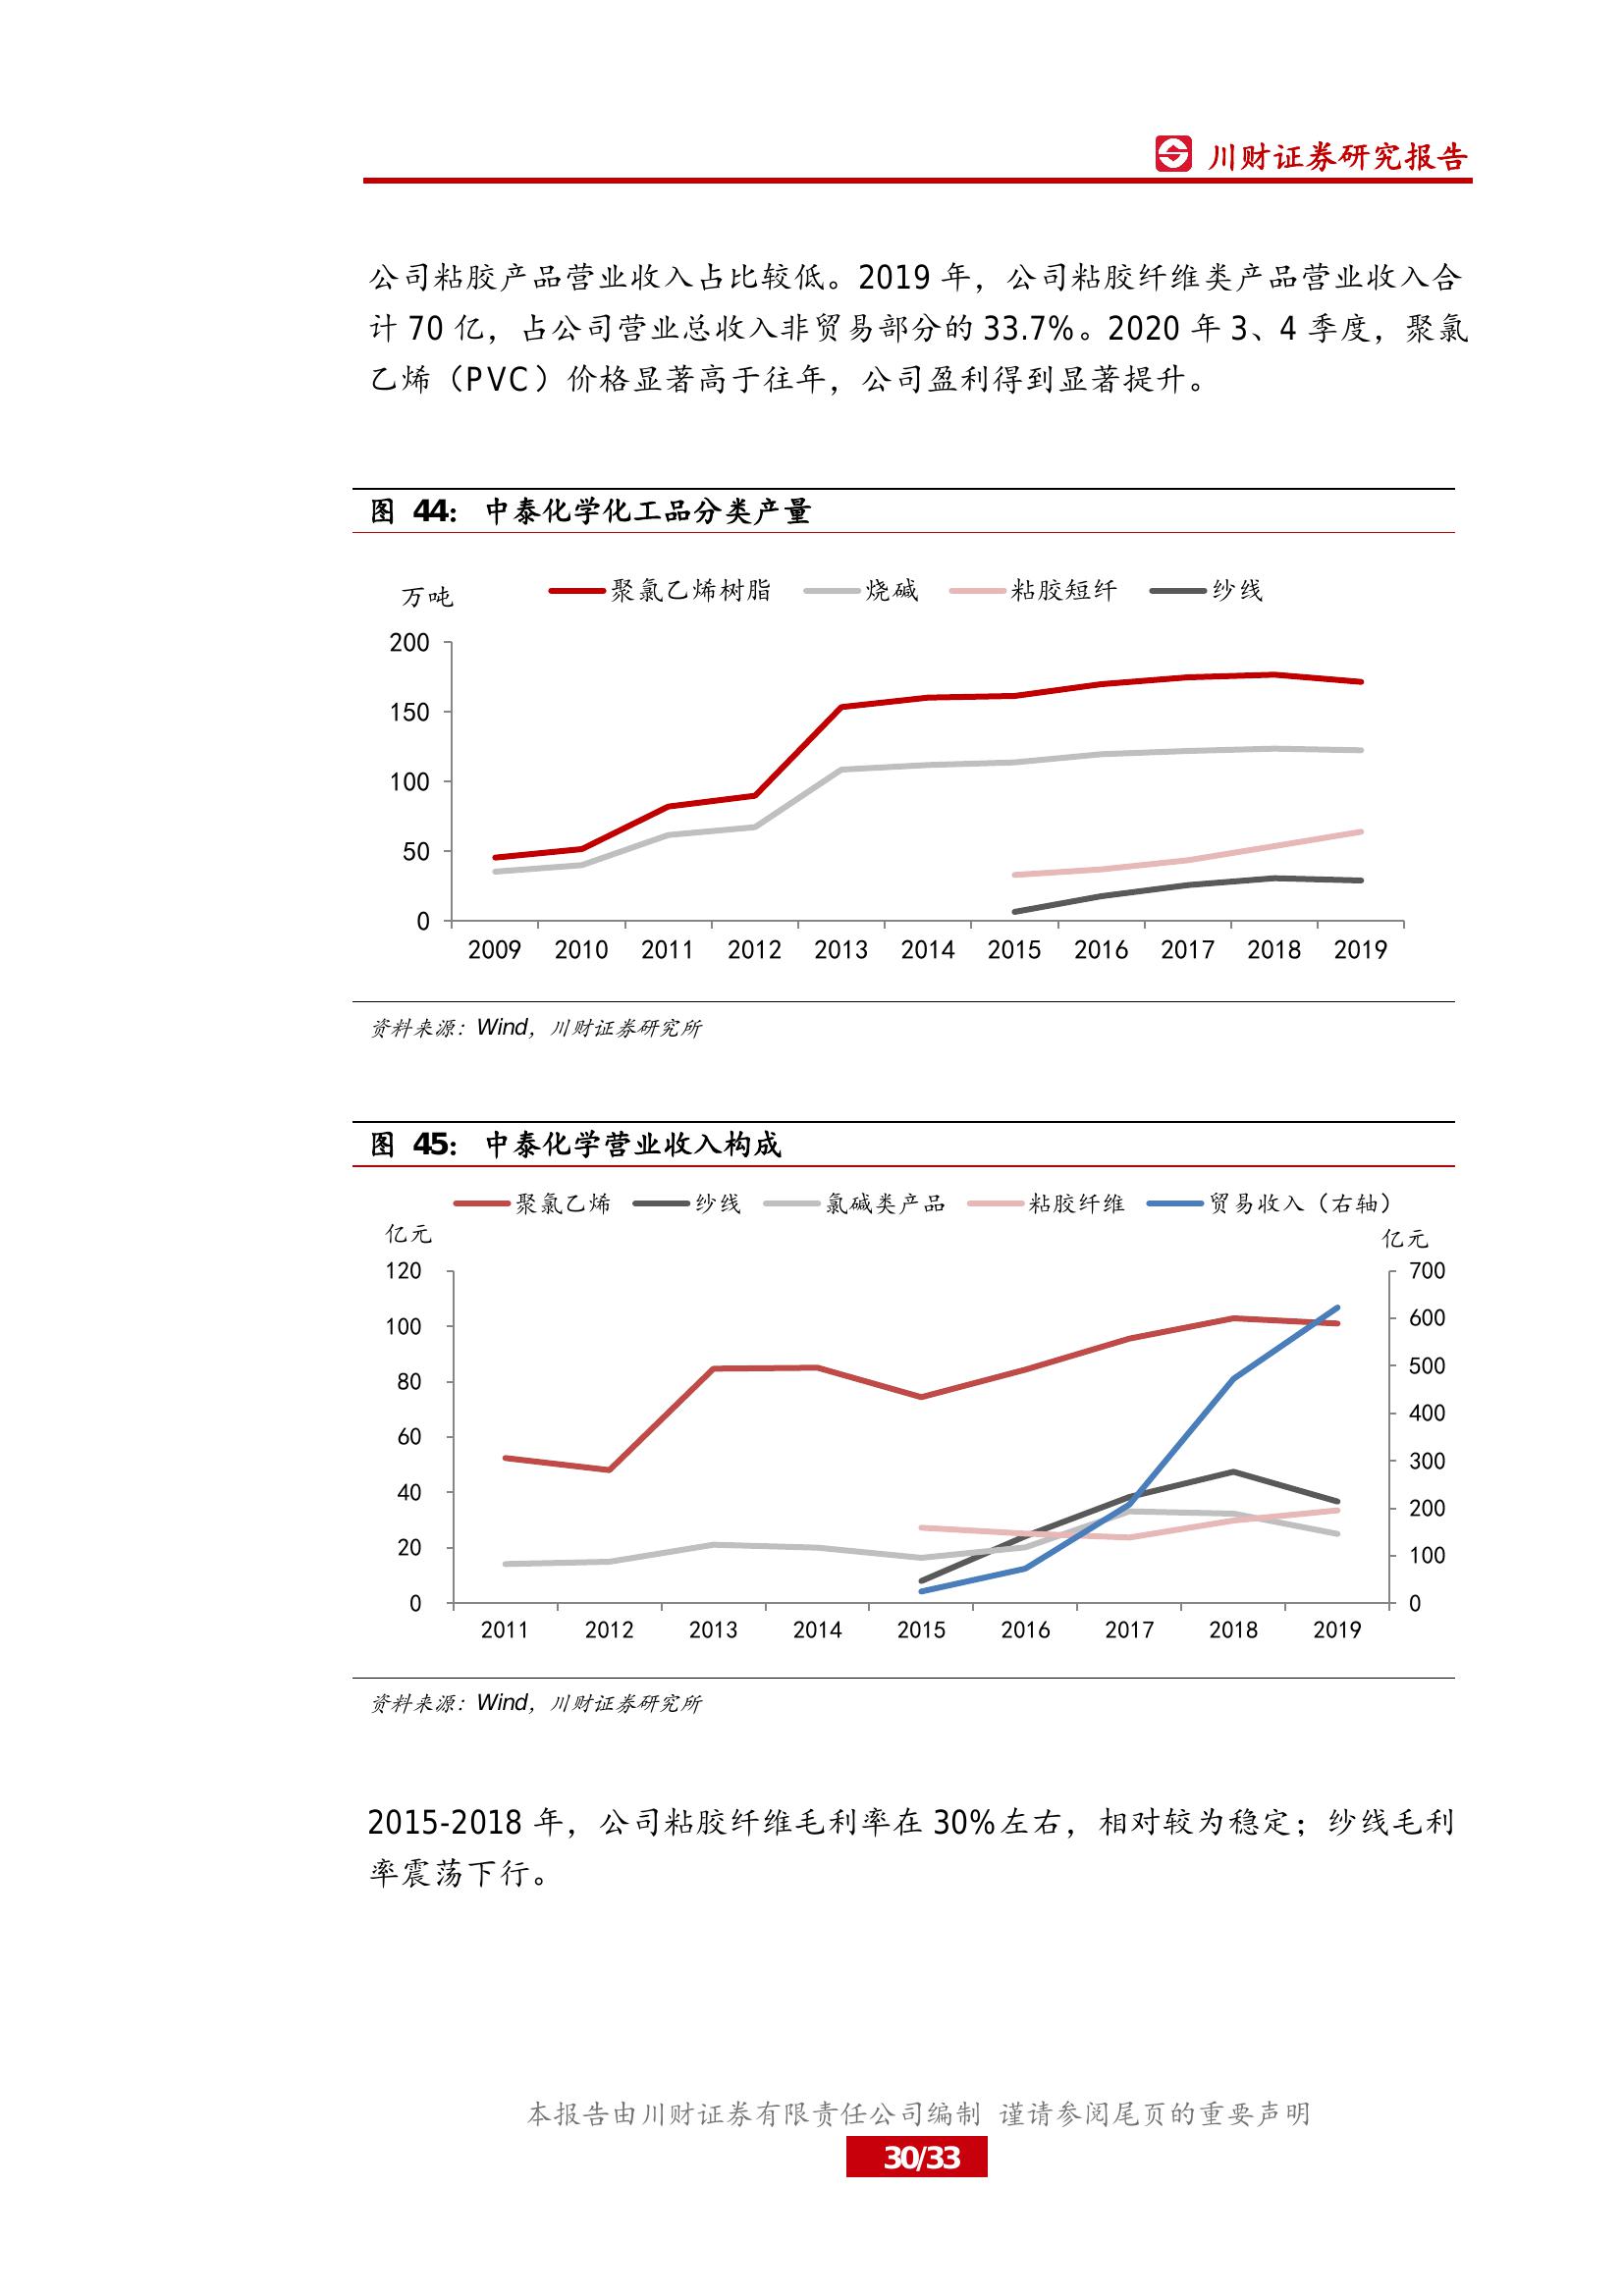 川财证券研究报告
公司粘胶产品营业收入占比较低。2019 年，公司粘胶纤维类产品营业收入合
计 70 亿，占公司营业总收入非贸易部分的 33.7%。2020 年 3、4 季度，聚氯
乙烯（PVC）价格显著高于往年，公司盈利得到显著提升。
图 44： 中泰化学化工品分类产量
万吨 聚氯乙烯树脂 烧碱 粘胶短纤 纱线
200
150
100
50
0
2009 2010 2011 2012 2013 2014 2015 2016 2017 2018 2019
资料来源：Wind，川财证券研究所
图 45： 中泰化学营业收入构成
聚氯乙烯 纱线 氯碱类产品 粘胶纤维 贸易收入（右轴）
亿元 亿元
120 700
100 600
80 500
60 400
40 300
20 200
0 100
0
2011 2012 2013 2014 2015 2016 2017 2018 2019
资料来源：Wind，川财证券研究所
2015-2018 年，公司粘胶纤维毛利率在 30%左右，相对较为稳定；纱线毛利
率震荡下行。
本报告由川财证券有限责任公司编制 谨请参阅尾页的重要声明
30/33